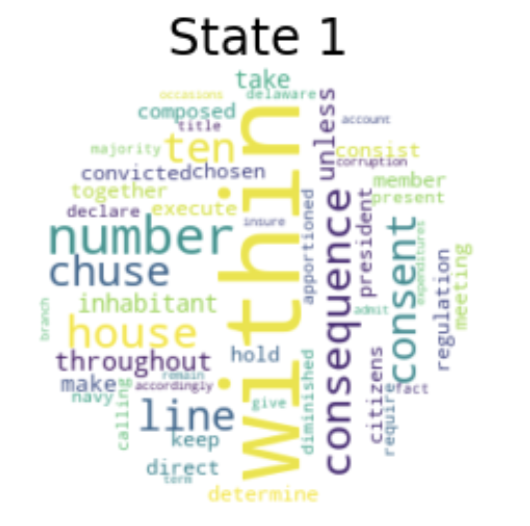 State 1
take
occasions
delaware
composed
unless
account
title
ten
majority
consist
corruption
convicted
chosen
member
together
present
declare
execute
apportioned
president
insure
within
number
consequence
consent
expenditures
chuse
regulation
meeting
inhabitant
admit
branch
house
throughout
hold
citizens
make
remain
accordingly
fact
navy
calling
give
diminished
require
line
keep
direct
term
determine